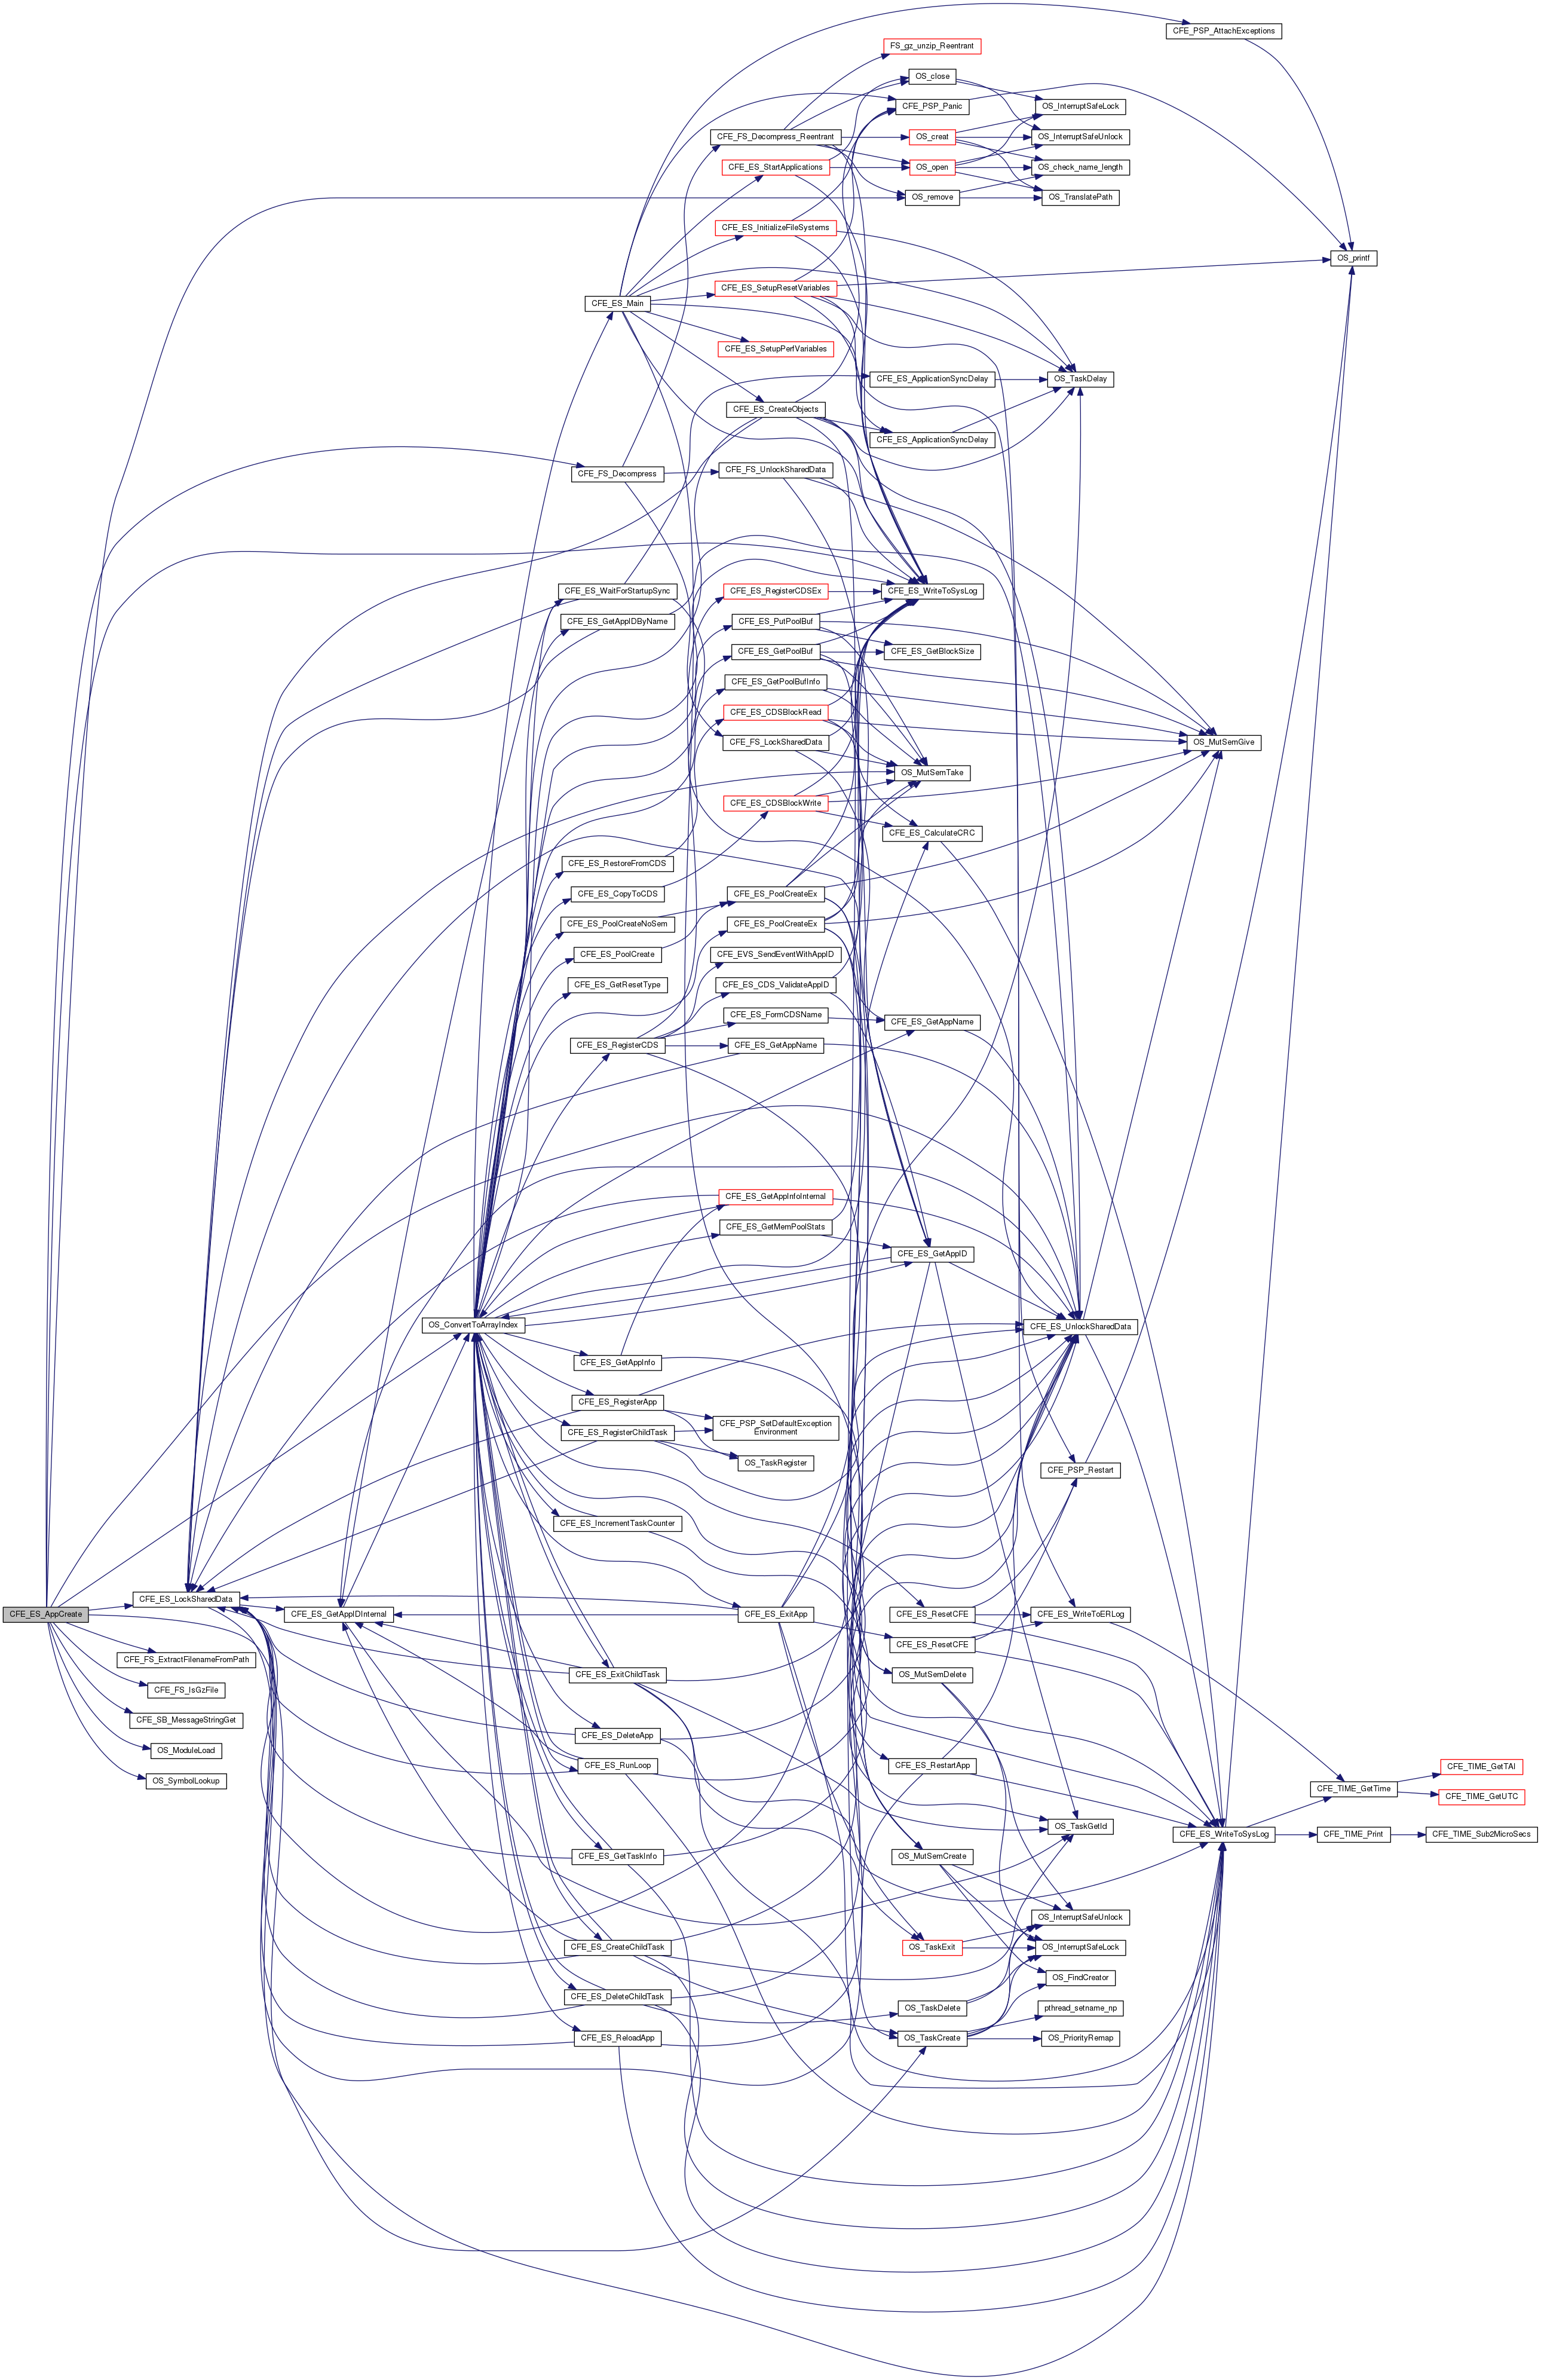 CFE_PSP_AttachExceptions
FS_gz_unzip_Reentrant
OS_close
CFE_PSP_Panic
OS_InterruptSafeLock
CFE_FS_Decompress_Reentrant
OS_creat
OS_InterruptSafeUnlock
CFE_ES_StartApplications
OS_open
OS_check_name_length
OS_remove
OS_TranslatePath
CFE_ES_InitializeFileSystems
OS_printf
CFE_ES_SetupResetVariables
CFE_ES_Main
CFE_ES_SetupPerfVariables
CFE_ES_ApplicationSyncDelay
OS_TaskDelay
CFE_ES_CreateObjects
CFE_ES_ApplicationSyncDelay
CFE_FS_Decompress
CFE_FS_UnlockSharedData
CFE_ES_WaitForStartupSync
CFE_ES_RegisterCDSEx
CFE_ES_WriteToSysLog
CFE_ES_GetAppIDByName
CFE_ES_PutPoolBuf
CFE_ES_GetPoolBuf
CFE_ES_GetBlockSize
CFE_ES_GetPoolBufInfo
CFE_ES_CDSBlockRead
CFE_FS_LockSharedData
OS_MutSemGive
OS_MutSemTake
CFE_ES_CDSBlockWrite
CFE_ES_CalculateCRC
CFE_ES_RestoreFromCDS
CFE_ES_CopyToCDS
CFE_ES_PoolCreateEx
CFE_ES_PoolCreateNoSem
CFE_ES_PoolCreateEx
CFE_ES_PoolCreate
CFE_EVS_SendEventWithAppID
CFE_ES_GetResetType
CFE_ES_CDS_ValidateAppID
CFE_ES_FormCDSName
CFE_ES_GetAppName
CFE_ES_RegisterCDS
CFE_ES_GetAppName
CFE_ES_GetAppInfoInternal
CFE_ES_GetMemPoolStats
CFE_ES_GetAppID
OS_ConvertToArrayIndex
CFE_ES_UnlockSharedData
CFE_ES_GetAppInfo
CFE_ES_RegisterApp
CFE_PSP_SetDefaultException
Environment
CFE_ES_RegisterChildTask
OS_TaskRegister
CFE_PSP_Restart
CFE_ES_IncrementTaskCounter
CFE_ES_AppCreate
CFE_ES_LockSharedData
CFE_ES_GetAppIDInternal
CFE_ES_ExitApp
CFE_ES_ResetCFE
CFE_ES_WriteToERLog
CFE_ES_ResetCFE
CFE_FS_ExtractFilenameFromPath
CFE_ES_ExitChildTask
OS_MutSemDelete
CFE_FS_IsGzFile
CFE_SB_MessageStringGet
CFE_ES_DeleteApp
OS_ModuleLoad
CFE_ES_RunLoop
CFE_ES_RestartApp
CFE_TIME_GetTAI
OS_SymbolLookup
CFE_TIME_GetTime
CFE_TIME_GetUTC
OS_TaskGetId
CFE_ES_WriteToSysLog
CFE_TIME_Print
CFE_TIME_Sub2MicroSecs
CFE_ES_GetTaskInfo
OS_MutSemCreate
OS_InterruptSafeUnlock
CFE_ES_CreateChildTask
OS_TaskExit
OS_InterruptSafeLock
OS_FindCreator
CFE_ES_DeleteChildTask
OS_TaskDelete
pthread_setname_np
CFE_ES_ReloadApp
OS_TaskCreate
OS_PriorityRemap